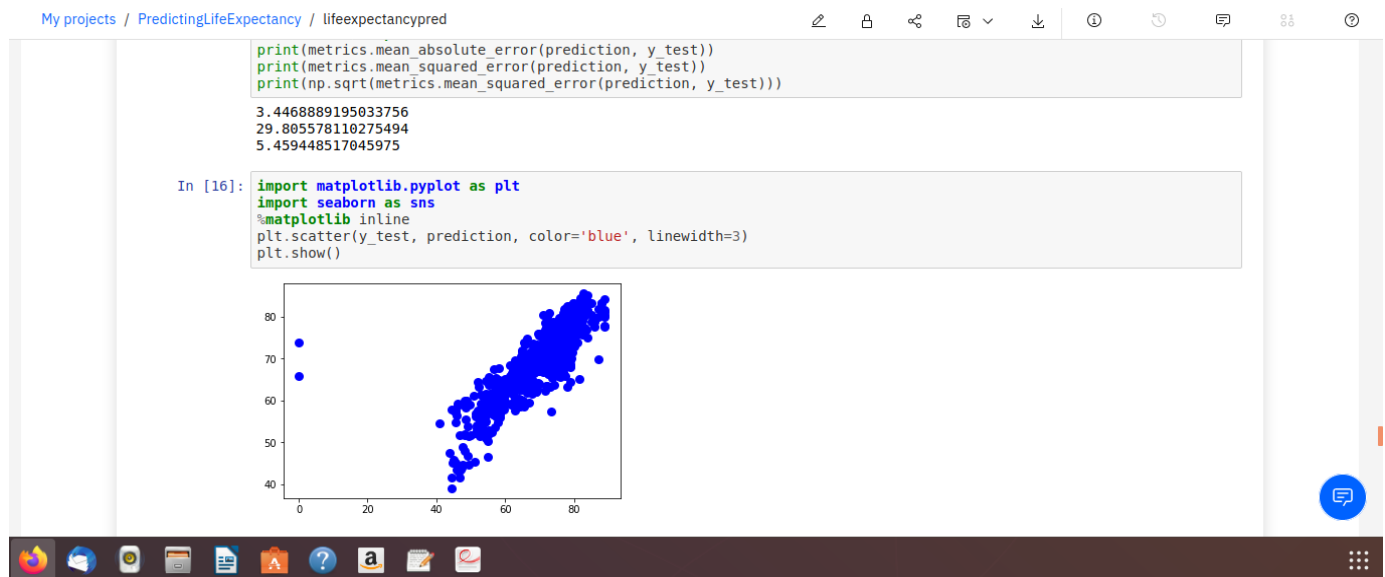 My projects / PredictingLifeExpectancy / lifeexpectancypred
print(metrics.mean_absolute_error(prediction, y_test))
print(metrics.mean_squared_error(prediction, y_test))
print(np.sqrt(metrics.mean_squared_error(prediction, y_test)))
3.4468889195033756
29.805578110275494
5.459448517045975
In [16]: import matplotlib.pyplot as plt
import seaborn as sns
%matplotlib inline
plt.scatter(y_test, prediction, color='blue', linewidth=3)
plt.show()
80
70
60
50
40
0 20 40 60 80